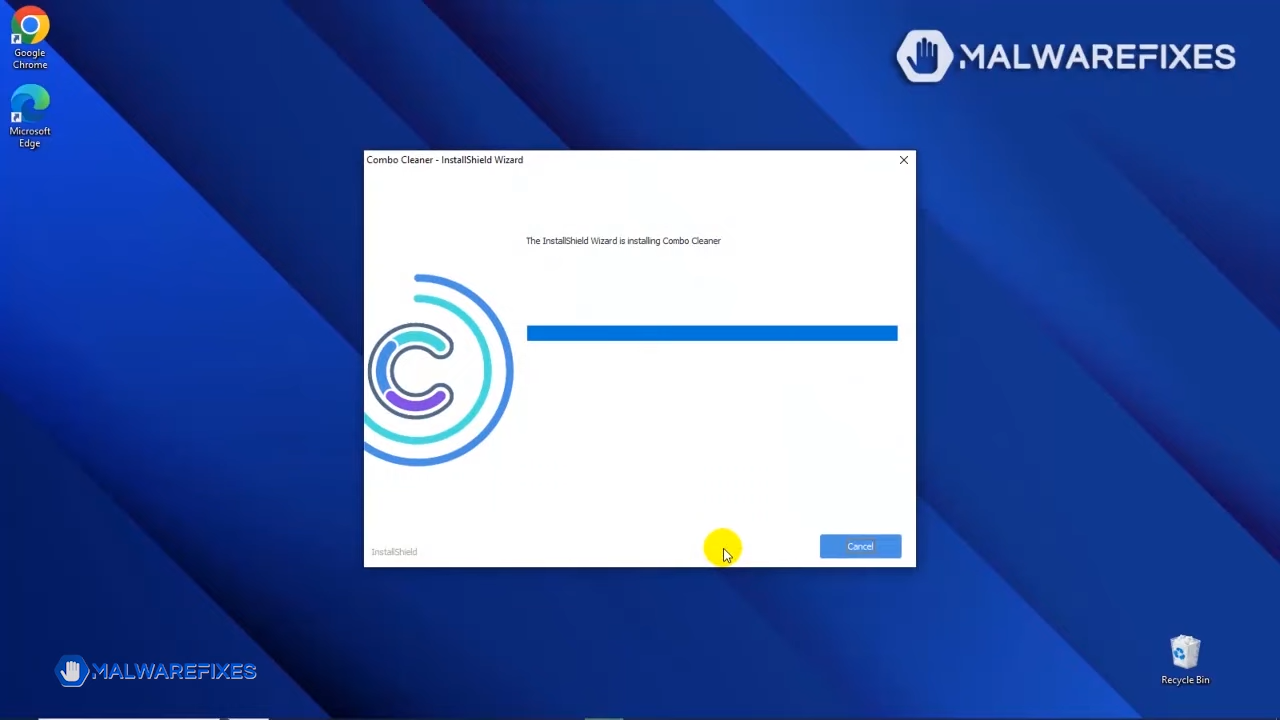 Google
Chrome
Microsoft
Edge
MALWAREFIXES
Combo Cleaner - InstallShield Wizard
The InstallShield Wizard is installing Combo Cleaner
InstallShield
Cancel
MALWAREFIXES
Recycle Bin